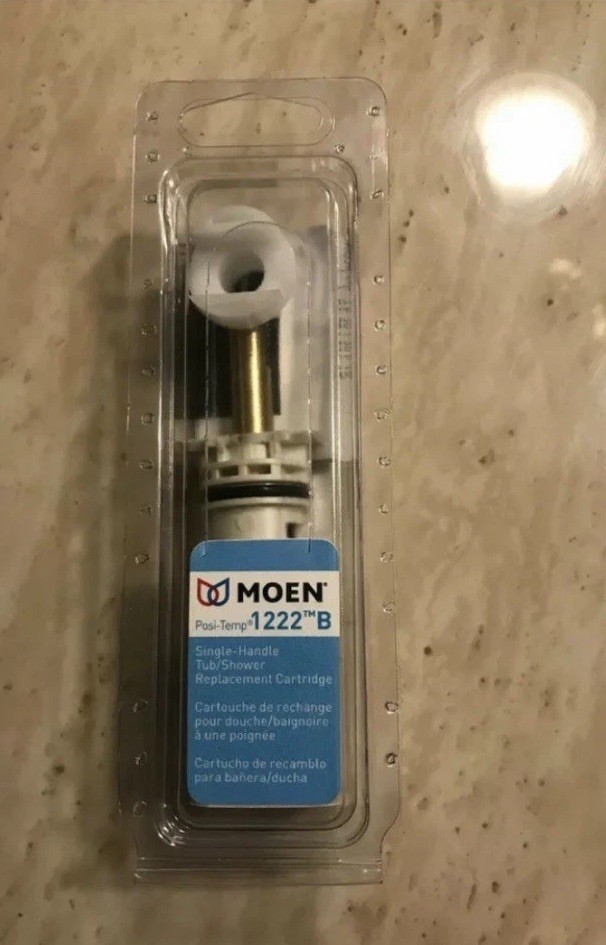 MOEN®
Posi-Temp® 1222™B
Single-Handle
Tub/Shower
Replacement Cartridge
Cartouche de rechange
pour douche/baignoire
à une poignée
Cartucho de recambio
para bañera/ducha